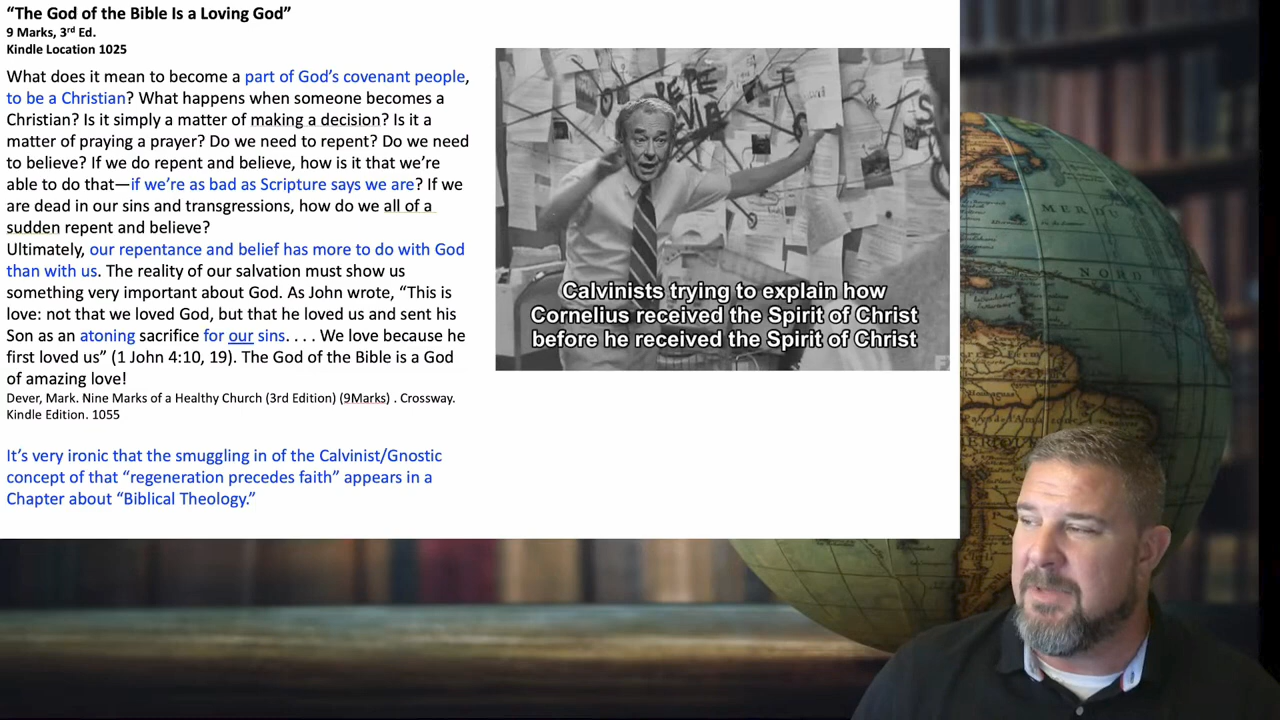 “The God of the Bible Is a Loving God”
9 Marks, 3rd Ed.
Kindle Location 1025
What does it mean to become a part of God’s covenant people,
to be a Christian? What happens when someone becomes a
Christian? Is it simply a matter of making a decision? Is it a
matter of praying a prayer? Do we need to repent? Do we need
to believe? If we do repent and believe, how is it that we’re
able to do that—if we’re as bad as Scripture says we are? If we
are dead in our sins and transgressions, how do we all of a
sudden repent and believe?
Ultimately, our repentance and belief has more to do with God
than with us. The reality of our salvation must show us
something very important about God. As John wrote, “This is
love: not that we loved God, but that he loved us and sent his
Son as an atoning sacrifice for our sins. . . . We love because he
first loved us” (1 John 4:10, 19). The God of the Bible is a God
of amazing love!
Dever, Mark. Nine Marks of a Healthy Church (3rd Edition) (9Marks) . Crossway.
Kindle Edition. 1055
It’s very ironic that the smuggling in of the Calvinist/Gnostic
concept of that “regeneration precedes faith” appears in a
Chapter about “Biblical Theology.”
PEPE
Calvinists trying to explain how
Cornelius received the Spirit of Christ
before he received the Spirit of Christ
MERDU
NORD